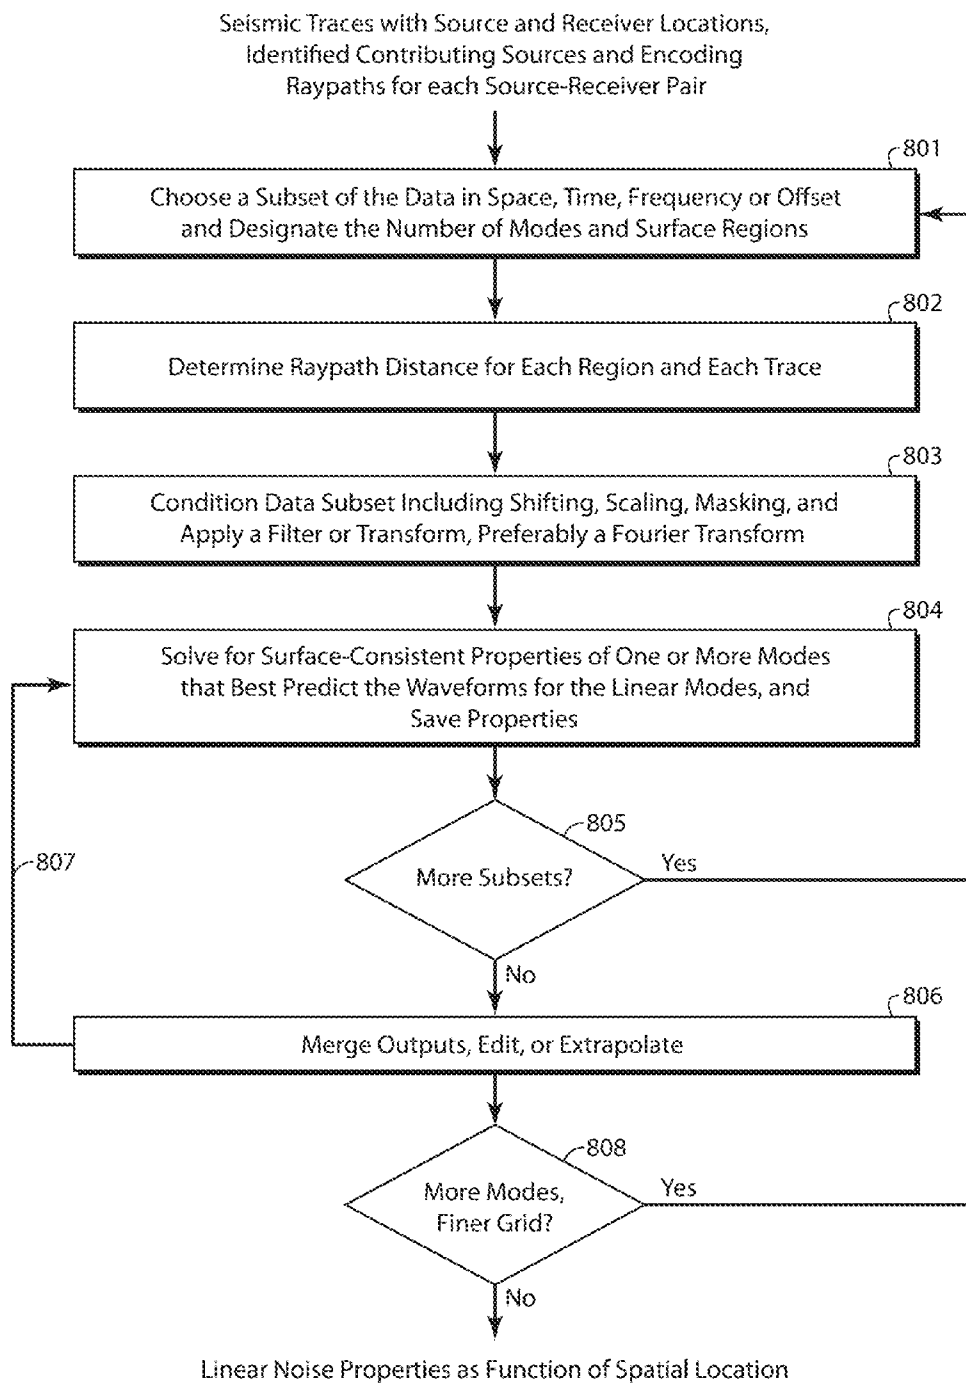 Seismic Traces with Source and Receiver Locations,
Identified Contributing Sources and Encoding
Raypaths for each Source-Receiver Pair
801
Choose a Subset of the Data in Space, Time, Frequency or Offset
and Designate the Number of Modes and Surface Regions
802
Determine Raypath Distance for Each Region and Each Trace
803
Condition Data Subset Including Shifting, Scaling, Masking, and
Apply a Filter or Transform, Preferably a Fourier Transform
804
Solve for Surface-Consistent Properties of One or More Modes
that Best Predict the Waveforms for the Linear Modes, and
Save Properties
805
807
More Subsets?
Yes
No
806
Merge Outputs, Edit, or Extrapolate
808
More Modes,
Finer Grid?
Yes
No
Linear Noise Properties as Function of Spatial Location